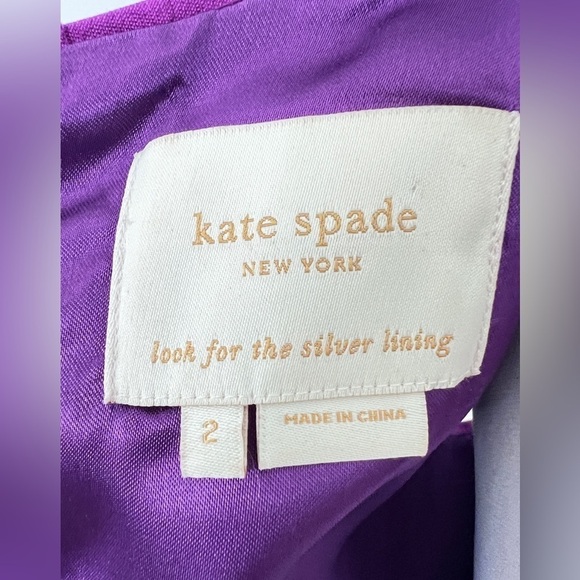 kate spade
NEW YORK
look for the silver lining
2
MADE IN CHINA